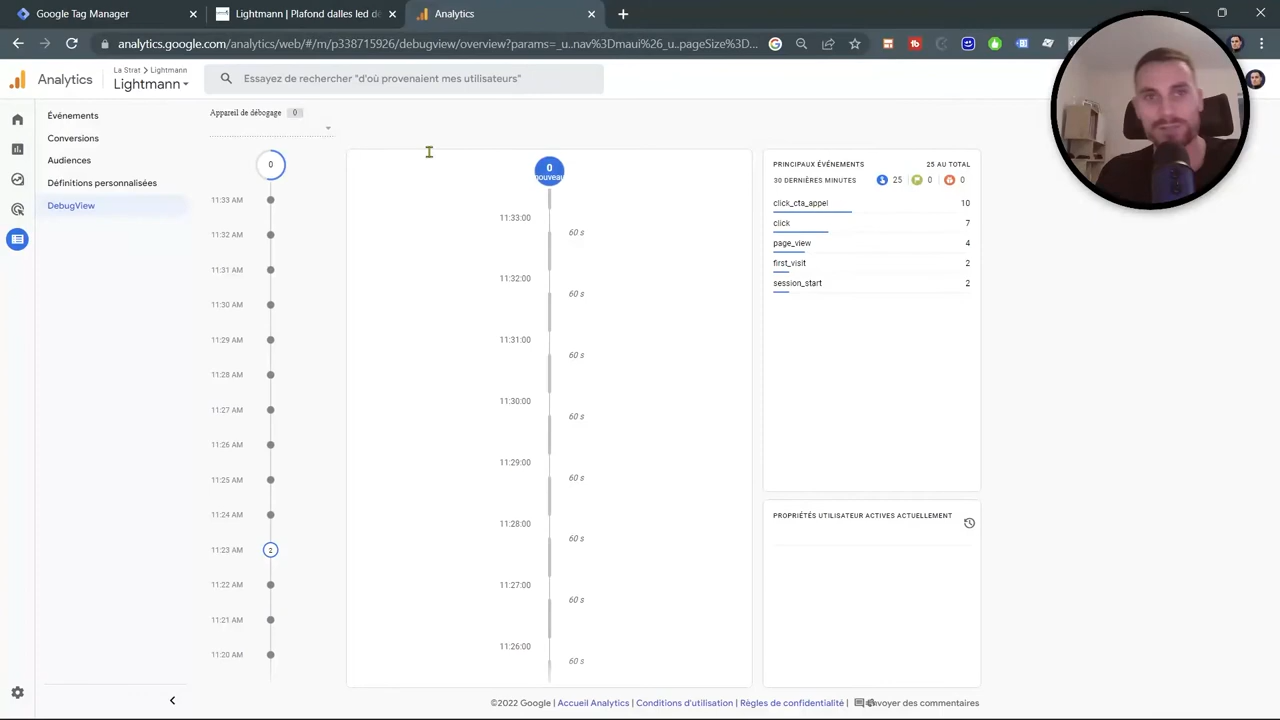 Google Tag Manager
Lightmann | Plafond dalles led de
Analytics
analytics.google.com/analytics/web/#/m/p338715926/debugview/overview?params=_u..nav%3Dmaui%26_u.pageSize%3D...
Analytics
La Strat > Lightmann
Lightmann
Essayez de rechercher "d'où provenaient mes utilisateurs"
Événements
Conversions
Audiences
Définitions personnalisées
DebugView
Appareil de débogage 0
0
11:33 AM
11:32 AM
11:31 AM
11:30 AM
11:29 AM
11:28 AM
11:27 AM
11:26 AM
11:25 AM
11:24 AM
11:23 AM 2
11:22 AM
11:21 AM
11:20 AM
0
nouveau
11:33:00
60 s
11:32:00
60 s
11:31:00
60 s
11:30:00
60 s
11:29:00
60 s
11:28:00
60 s
11:27:00
60 s
11:26:00
60 s
PRINCIPAUX ÉVÉNEMENTS 25 AU TOTAL
30 DERNIÈRES MINUTES 25 0 0
click_cta_appel 10
click 7
page_view 4
first_visit 2
session_start 2
PROPRIÉTÉS UTILISATEUR ACTIVES ACTUELLEMENT
©2022 Google | Accueil Analytics | Conditions d'utilisation | Règles de confidentialité | Envoyer des commentaires